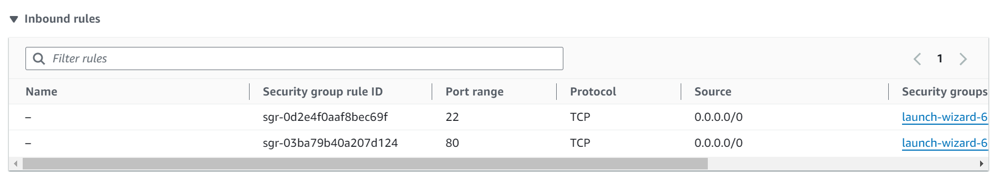 Inbound rules
Filter rules
1
Name Security group rule ID Port range Protocol Source Security groups
– sgr-0d2e4f0aaf8bec69f 22 TCP 0.0.0.0/0 launch-wizard-6
– sgr-03ba79b40a207d124 80 TCP 0.0.0.0/0 launch-wizard-6